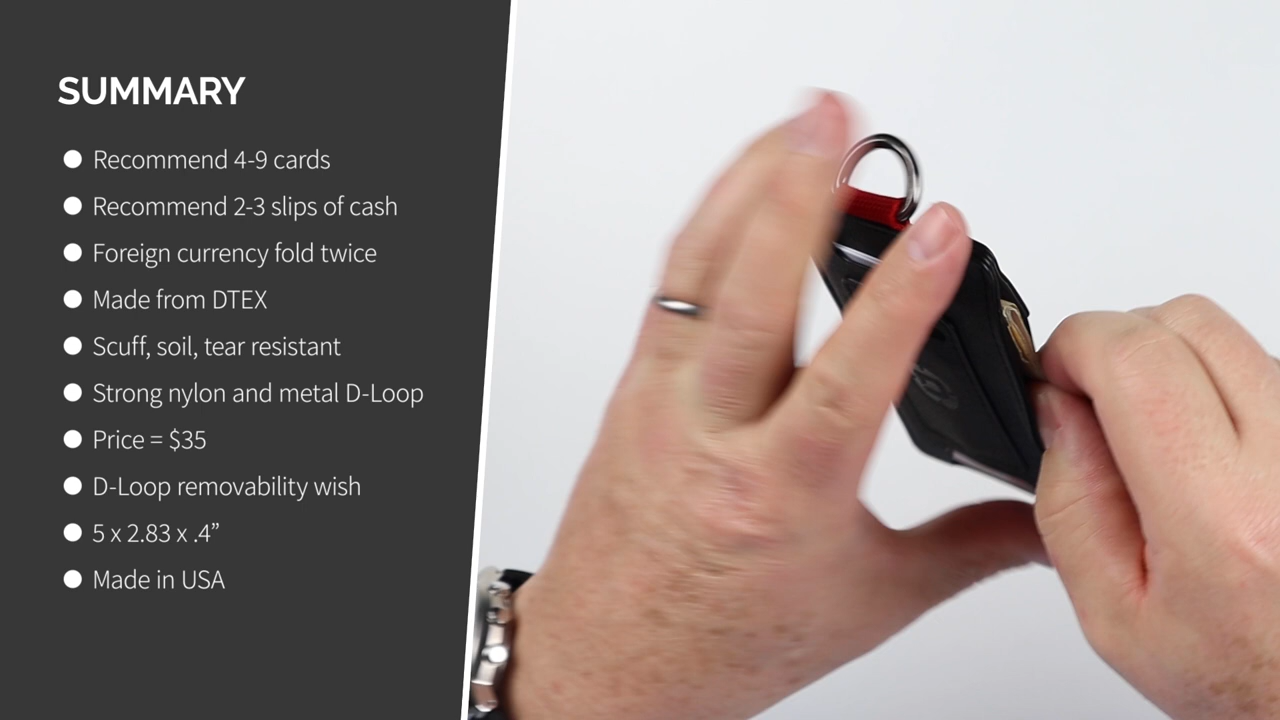 SUMMARY
Recommend 4-9 cards
Recommend 2-3 slips of cash
Foreign currency fold twice
Made from DTEX
Scuff, soil, tear resistant
Strong nylon and metal D-Loop
Price = $35
D-Loop removability wish
5 x 2.83 x .4”
Made in USA